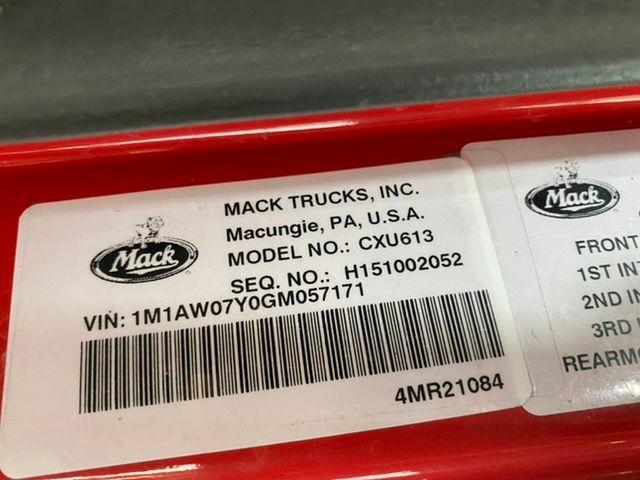 Mack
MACK TRUCKS, INC.
Macungie, PA, U.S.A.
MODEL NO.: CXU613
SEQ. NO.: H151002052
VIN: 1M1AW07Y0GM057171
4MR21084
Mack
FRONT
1ST INT
2ND IN
3RD
REARMO